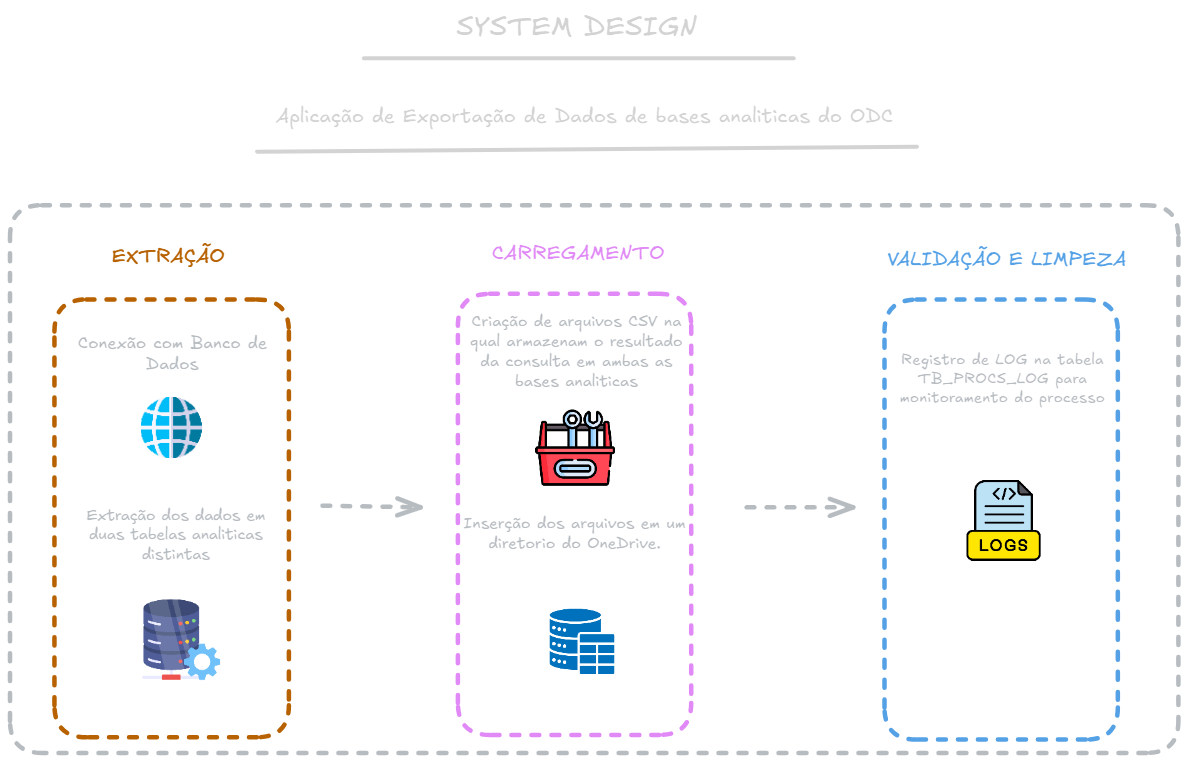 SYSTEM DESIGN
Aplicação de Exportação de Dados de bases analiticas do ODC
EXTRAÇÃO
Conexão com Banco de
Dados
Extração dos dados em
duas tabelas analiticas
distintas
CARREGAMENTO
Criação de arquivos CSV na
qual armazenam o resultado
da consulta em ambas as
bases analiticas
Inserção dos arquivos em um
diretorio do OneDrive.
VALIDAÇÃO E LIMPEZA
Registro de LOG na tabela
TB_PROCS_LOG para
monitoramento do processo
</>
LOGS